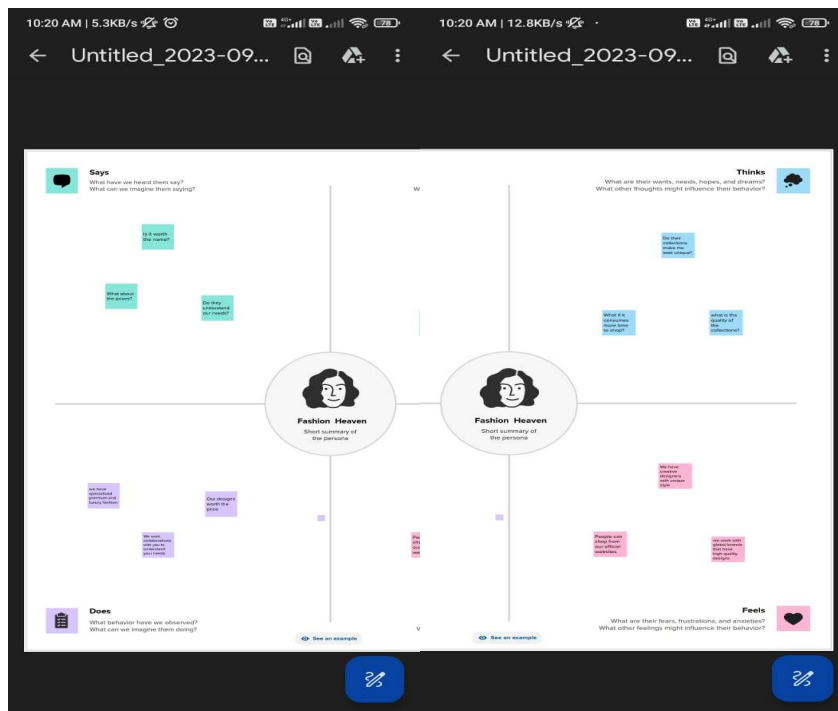 10:20 AM | 5.3KB/s
4G+
78
Untitled_2023-09...
Says
What have we heard them say?
What can we imagine them saying?
W
Is it worth
the name?
What about
the prices?
Do they
understand
our needs?
Fashion Heaven
Short summary of
the persona
we have
specialized
premium and
luxury fashion
Our designs
worth the
price
We work
collaboratively
with you to
understand
your needs
Does
What behavior have we observed?
What can we imagine them doing?
See an example
10:20 AM | 12.8KB/s
4G+
78
Untitled_2023-09...
Thinks
What are their wants, needs, hopes, and dreams?
What other thoughts might influence their behavior?
Do their
collections
make me
look unique?
What if it
consumes
more time
to shop?
what is the
quality of
the
collections?
Fashion Heaven
Short summary of
the persona
We have
creative
designers
with unique
style
People can
shop from
our official
websites
we work with
global brands
that have
high quality
designs
Feels
What are their fears, frustrations, and anxieties?
What other feelings might influence their behavior?
See an example